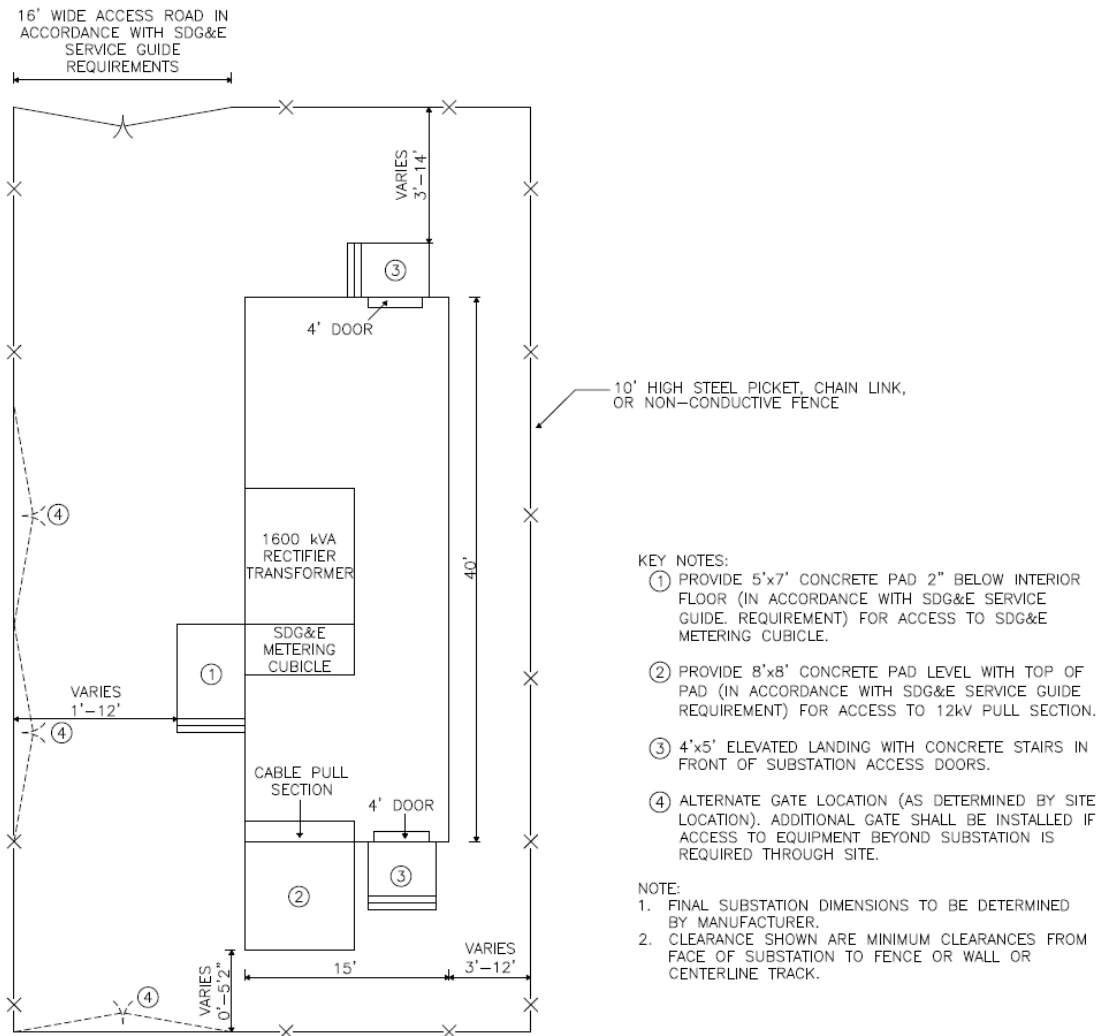 16' WIDE ACCESS ROAD IN
ACCORDANCE WITH SDG&E
SERVICE GUIDE
REQUIREMENTS
VARIES
3'-14'
3
4' DOOR
10' HIGH STEEL PICKET, CHAIN LINK,
OR NON-CONDUCTIVE FENCE
4
1600 kVA
RECTIFIER
TRANSFORMER
40'
SDG&E
METERING
CUBICLE
1
VARIES
1'-12'
4
CABLE PULL
SECTION
4' DOOR
2
3
VARIES
0'-5'2"
15'
VARIES
3'-12'
4
KEY NOTES:
1 PROVIDE 5'x7' CONCRETE PAD 2" BELOW INTERIOR
FLOOR (IN ACCORDANCE WITH SDG&E SERVICE
GUIDE. REQUIREMENT) FOR ACCESS TO SDG&E
METERING CUBICLE.
2 PROVIDE 8'x8' CONCRETE PAD LEVEL WITH TOP OF
PAD (IN ACCORDANCE WITH SDG&E SERVICE GUIDE
REQUIREMENT) FOR ACCESS TO 12kV PULL SECTION.
3 4'x5' ELEVATED LANDING WITH CONCRETE STAIRS IN
FRONT OF SUBSTATION ACCESS DOORS.
4 ALTERNATE GATE LOCATION (AS DETERMINED BY SITE
LOCATION). ADDITIONAL GATE SHALL BE INSTALLED IF
ACCESS TO EQUIPMENT BEYOND SUBSTATION IS
REQUIRED THROUGH SITE.
NOTE:
1. FINAL SUBSTATION DIMENSIONS TO BE DETERMINED
BY MANUFACTURER.
2. CLEARANCE SHOWN ARE MINIMUM CLEARANCES FROM
FACE OF SUBSTATION TO FENCE OR WALL OR
CENTERLINE TRACK.